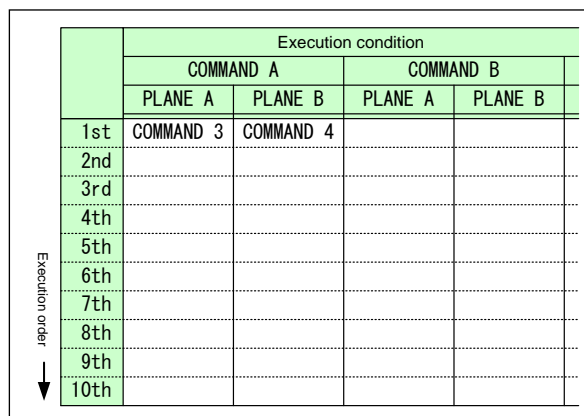 Execution condition
COMMAND A COMMAND B
PLANE A PLANE B PLANE A PLANE B
1st COMMAND 3 COMMAND 4
2nd
3rd
4th
5th
6th
7th
8th
9th
10th
Execution order